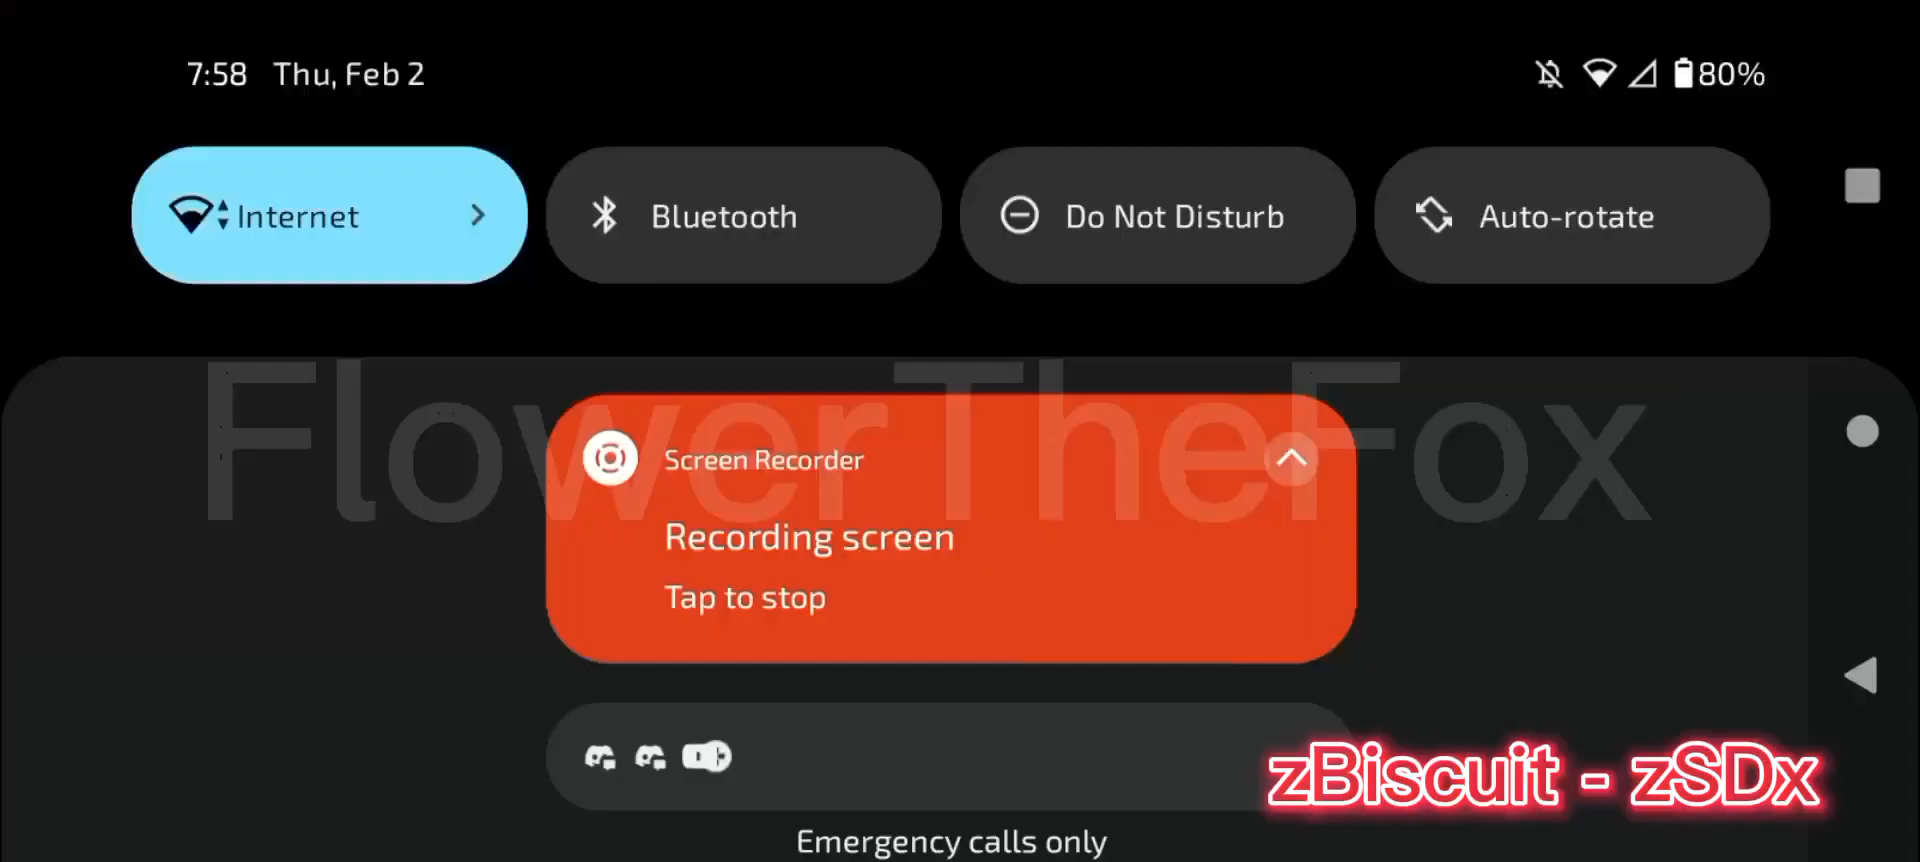 7:58 Thu, Feb 2
80%
Internet
Bluetooth
Do Not Disturb
Auto-rotate
FlowerTheFox
Screen Recorder
Recording screen
Tap to stop
zBiscuit - zSDx
Emergency calls only